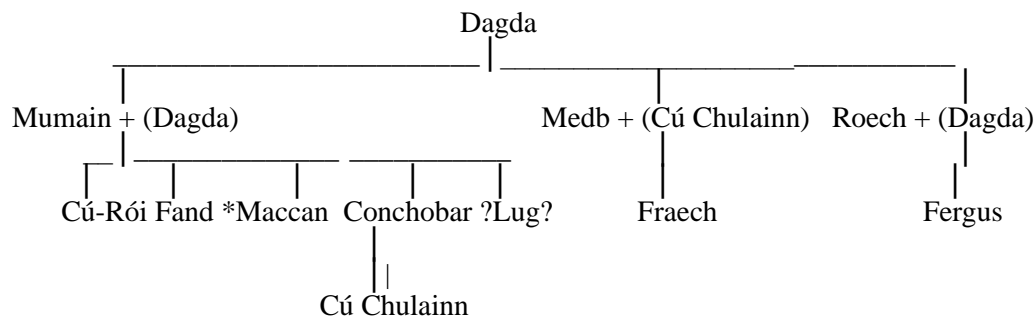 Dagda
Mumain + (Dagda) Medb + (Cú Chulainn) Roech + (Dagda)
Cú-Rói Fand *Maccan Conchobar ?Lug? Fraech Fergus
Cú Chulainn